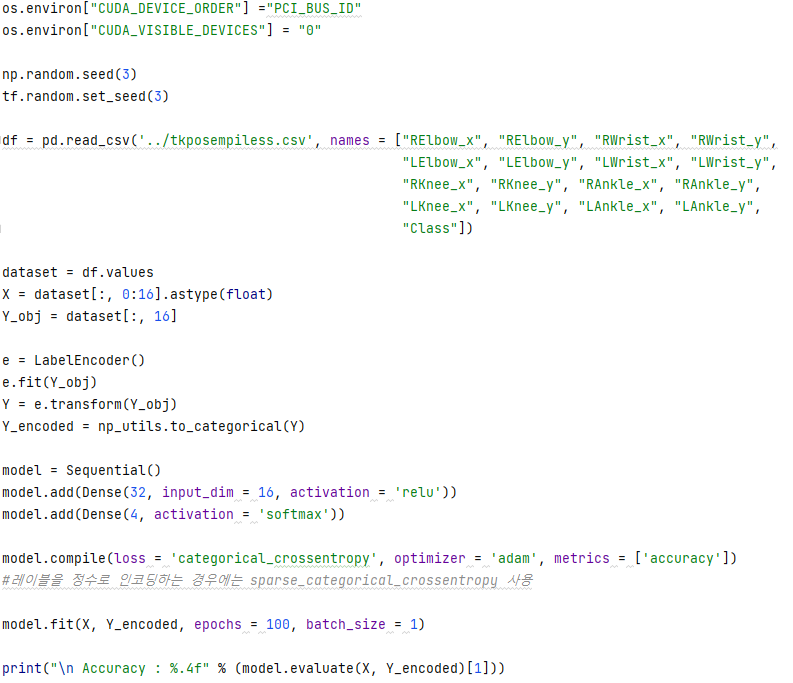 os.environ["CUDA_DEVICE_ORDER"] ="PCI_BUS_ID"
os.environ["CUDA_VISIBLE_DEVICES"] = "0"
np.random.seed(3)
tf.random.set_seed(3)
df = pd.read_csv('../tkposempiless.csv', names = ["RElbow_x", "RElbow_y", "RWrist_x", "RWrist_y",
"LElbow_x", "LElbow_y", "LWrist_x", "LWrist_y",
"RKnee_x", "RKnee_y", "RAnkle_x", "RAnkle_y",
"LKnee_x", "LKnee_y", "LAnkle_x", "LAnkle_y",
"Class"])
dataset = df.values
X = dataset[:, 0:16].astype(float)
Y_obj = dataset[:, 16]
e = LabelEncoder()
e.fit(Y_obj)
Y = e.transform(Y_obj)
Y_encoded = np_utils.to_categorical(Y)
model = Sequential()
model.add(Dense(32, input_dim = 16, activation = 'relu'))
model.add(Dense(4, activation = 'softmax'))
model.compile(loss = 'categorical_crossentropy', optimizer = 'adam', metrics = ['accuracy'])
#레이블을 정수로 인코딩하는 경우에는 sparse_categorical_crossentropy 사용
model.fit(X, Y_encoded, epochs = 100, batch_size = 1)
print("\n Accuracy : %.4f" % (model.evaluate(X, Y_encoded)[1]))